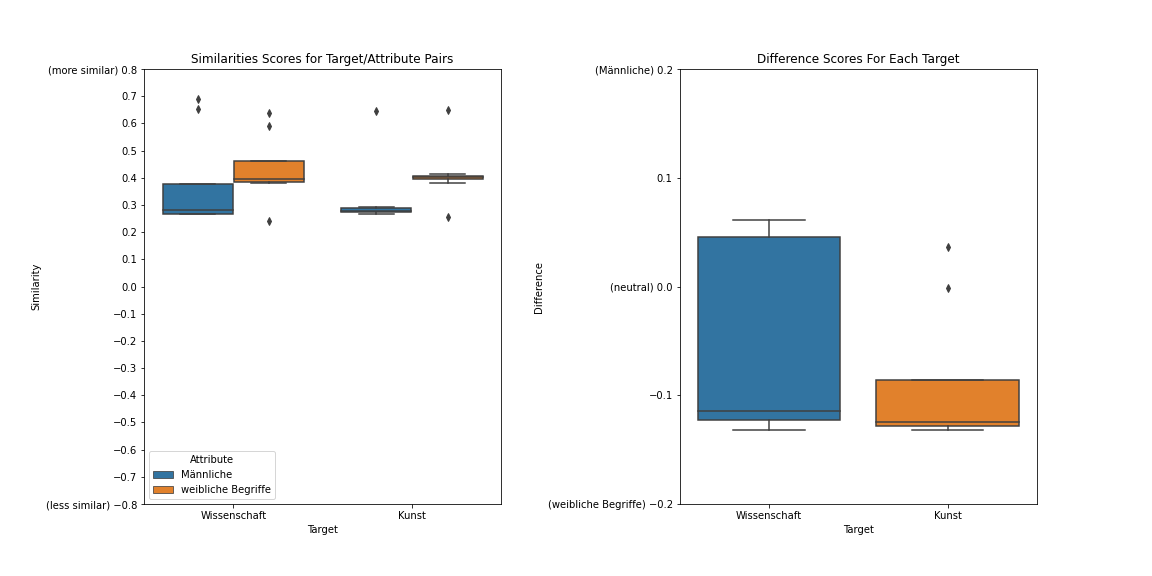 Similarities Scores for Target/Attribute Pairs
(more similar) 0.8
0.7
0.6
0.5
0.4
0.3
0.2
0.1
0.0
−0.1
−0.2
−0.3
−0.4
−0.5
−0.6
−0.7
(less similar) −0.8
Similarity
Attribute
Männliche
weibliche Begriffe
Wissenschaft
Kunst
Target
Difference Scores For Each Target
(Männliche) 0.2
0.1
(neutral) 0.0
−0.1
(weibliche Begriffe) −0.2
Difference
Wissenschaft
Kunst
Target